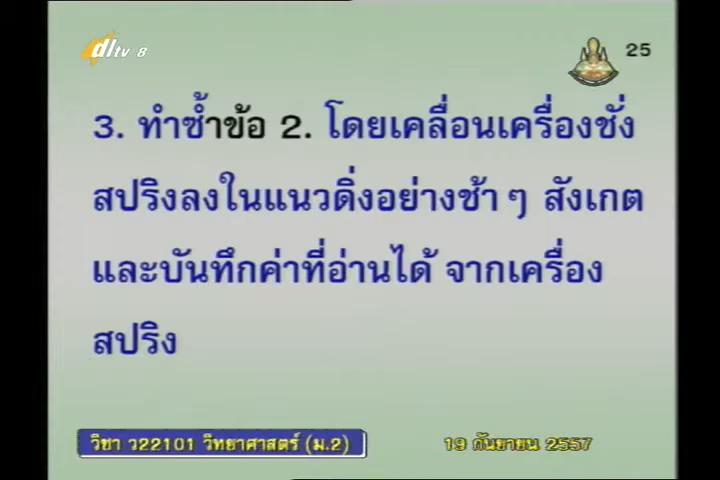 dltv 8
25
3. ทำซ้ำข้อ 2. โดยเคลื่อนเครื่องชั่ง
สปริงลงในแนวดิ่งอย่างช้า ๆ สังเกต
และบันทึกค่าที่อ่านได้ จากเครื่อง
สปริง
วิชา ว22101 วิทยาศาสตร์ (ม.2)
19 กันยายน 2557